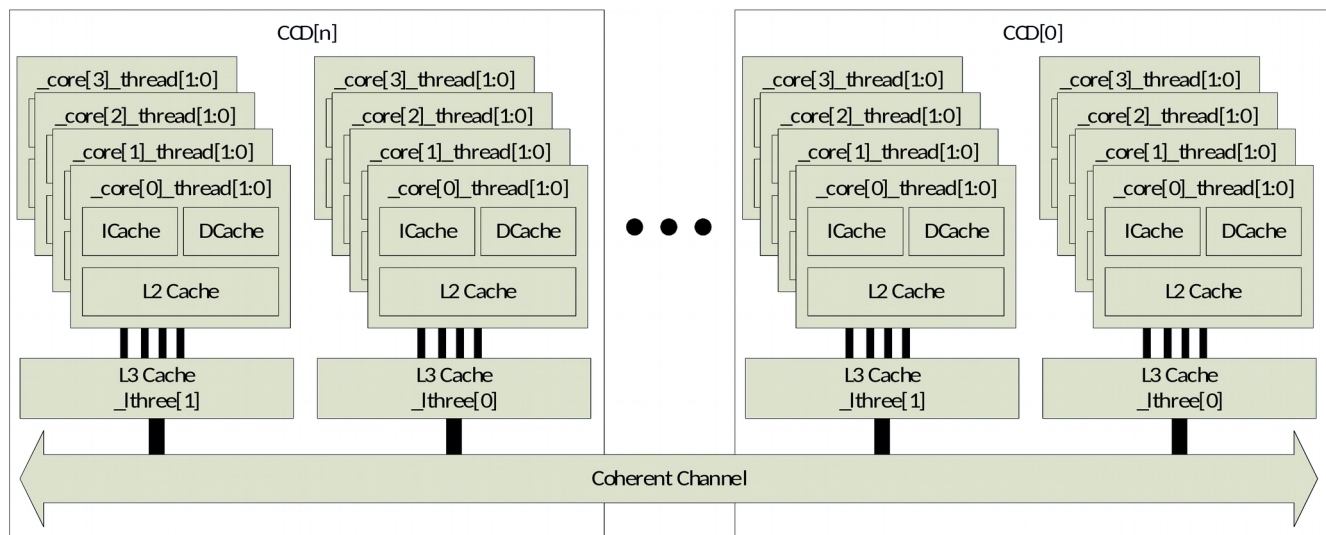 CCD[n]
_core[3]_thread[1:0]
_core[2]_thread[1:0]
_core[1]_thread[1:0]
_core[0]_thread[1:0]
ICache
DCache
L2 Cache
L3 Cache
_lthree[1]
_core[3]_thread[1:0]
_core[2]_thread[1:0]
_core[1]_thread[1:0]
_core[0]_thread[1:0]
ICache
DCache
L2 Cache
L3 Cache
_lthree[0]
CCD[0]
_core[3]_thread[1:0]
_core[2]_thread[1:0]
_core[1]_thread[1:0]
_core[0]_thread[1:0]
ICache
DCache
L2 Cache
L3 Cache
_lthree[1]
_core[3]_thread[1:0]
_core[2]_thread[1:0]
_core[1]_thread[1:0]
_core[0]_thread[1:0]
ICache
DCache
L2 Cache
L3 Cache
_lthree[0]
Coherent Channel